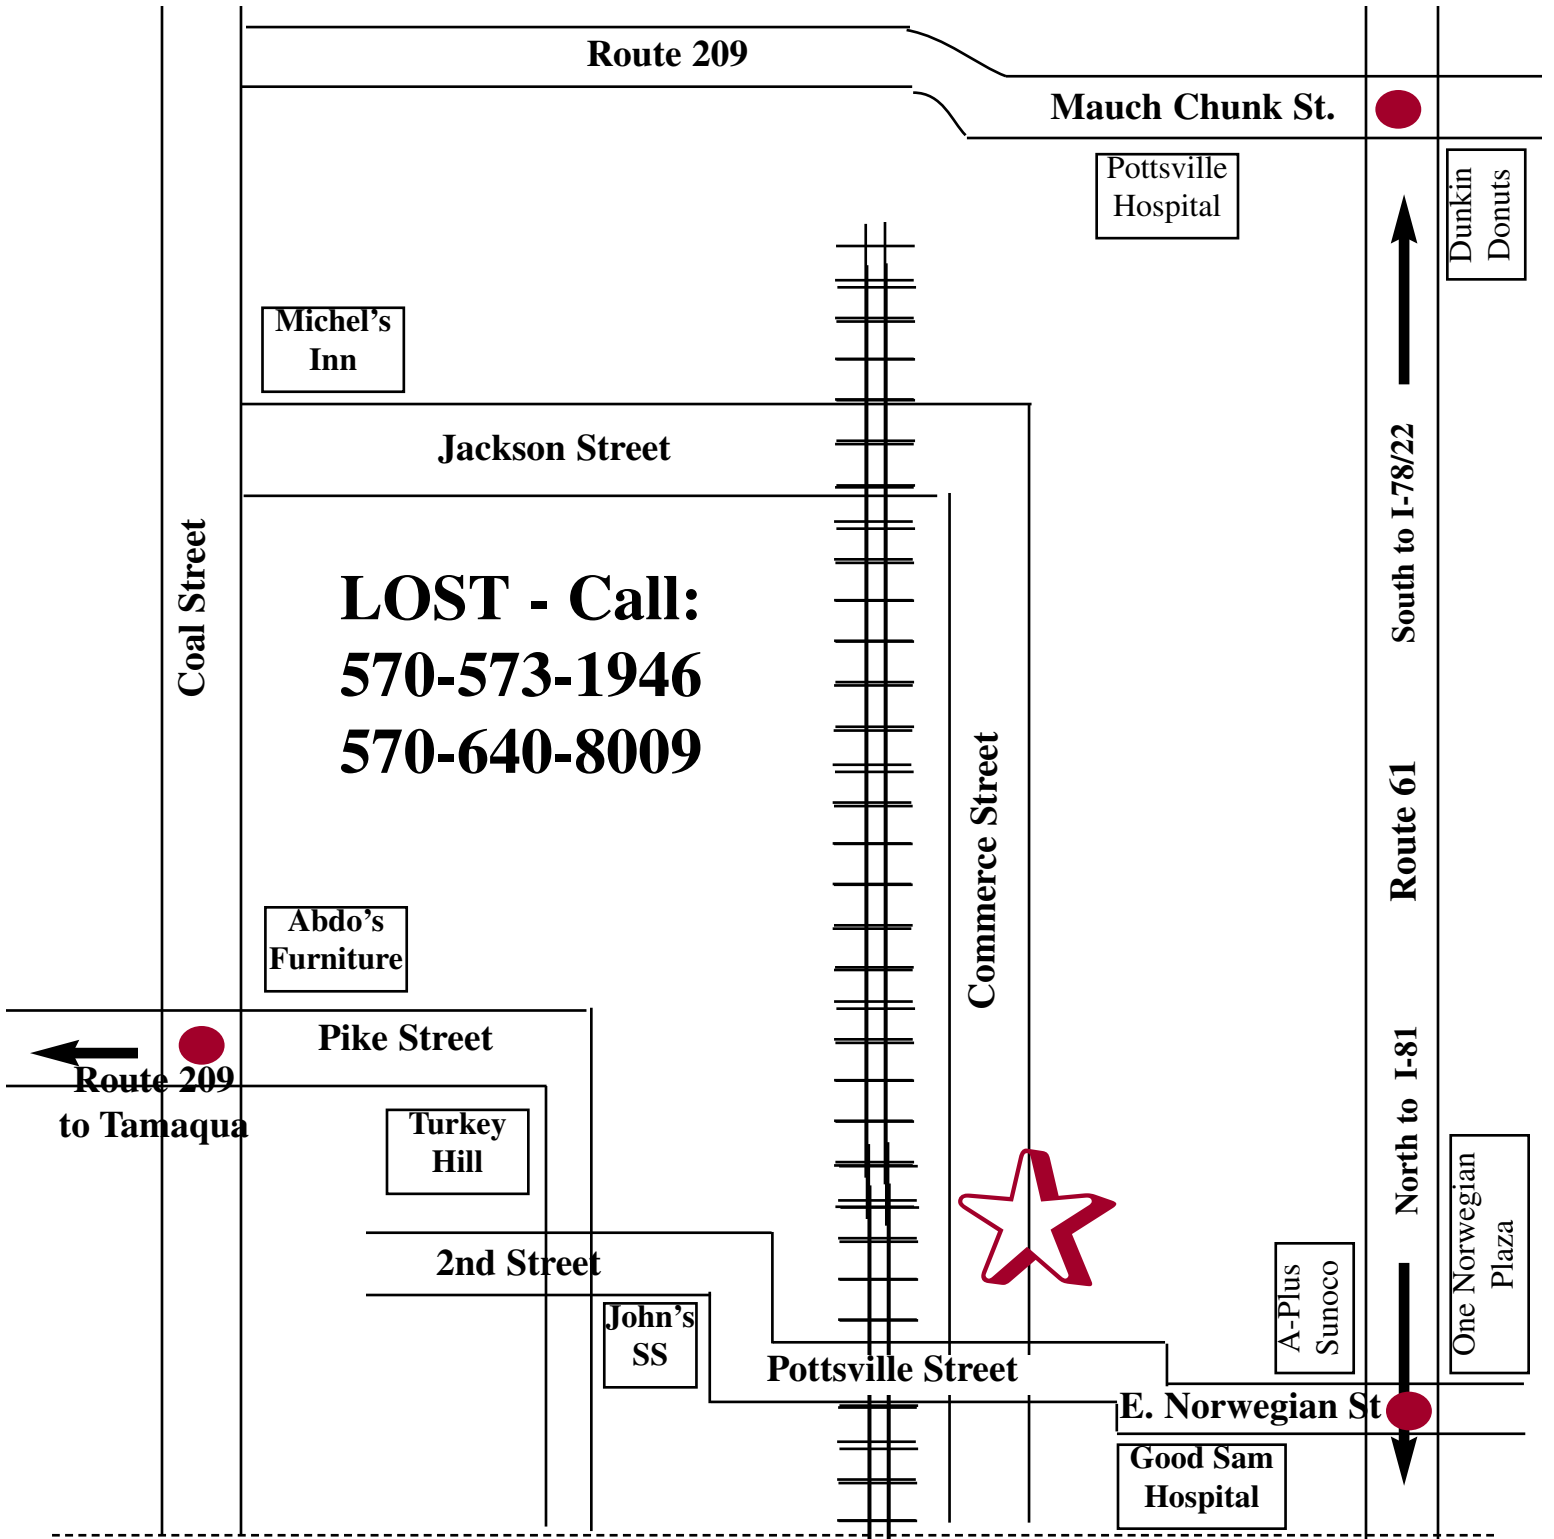 Route 209
Mauch Chunk St.
Pottsville
Hospital
Dunkin
Donuts
Michel's
Inn
Jackson Street
South to I-78/22
Coal Street
LOST - Call:
570-573-1946
570-640-8009
Commerce Street
Route 61
Abdo's
Furniture
Pike Street
North to I-81
Route 209
to Tamaqua
Turkey
Hill
One Norwegian
Plaza
2nd Street
A-Plus
Sunoco
John's
SS
Pottsville Street
E. Norwegian St
Good Sam
Hospital